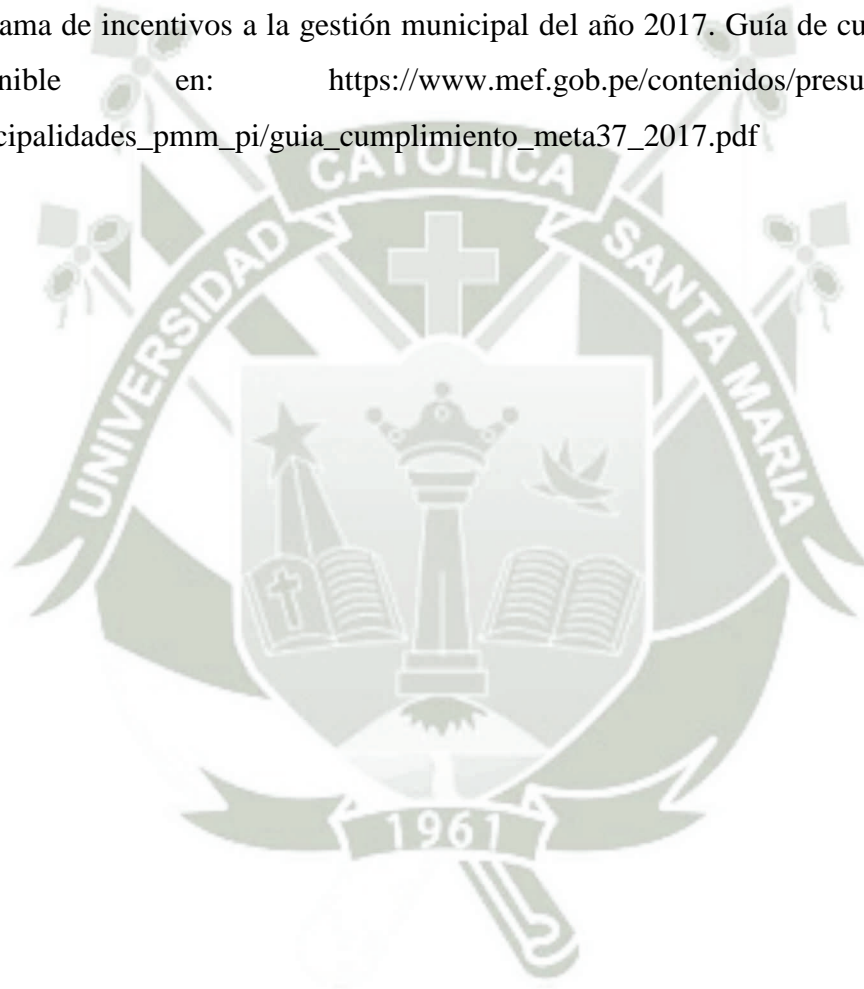 ama de incentivos a la gestión municipal del año 2017. Guía de cu
nible en: https://www.mef.gob.pe/contenidos/presu
cipalidades_pmm_pi/guia_cumplimiento_meta37_2017.pdf
UNIVERSIDAD CATOLICA SANTA MARIA
1961